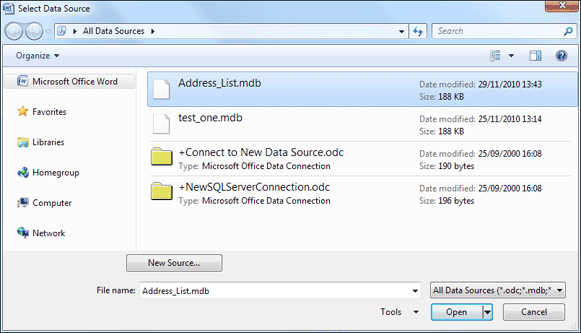 Select Data Source
All Data Sources
Search
Organize
Microsoft Office Word
Favorites
Libraries
Homegroup
Computer
Network
Address_List.mdb
Date modified: 29/11/2010 13:43
Size: 188 KB
test_one.mdb
Date modified: 25/11/2010 13:14
Size: 188 KB
+Connect to New Data Source.odc
Type: Microsoft Office Data Connection
Date modified: 25/09/2000 16:08
Size: 190 bytes
+NewSQLServerConnection.odc
Type: Microsoft Office Data Connection
Date modified: 25/09/2000 16:08
Size: 196 bytes
New Source...
File name: Address_List.mdb
All Data Sources (*.odc;*.mdb;*
Tools
Open
Cancel